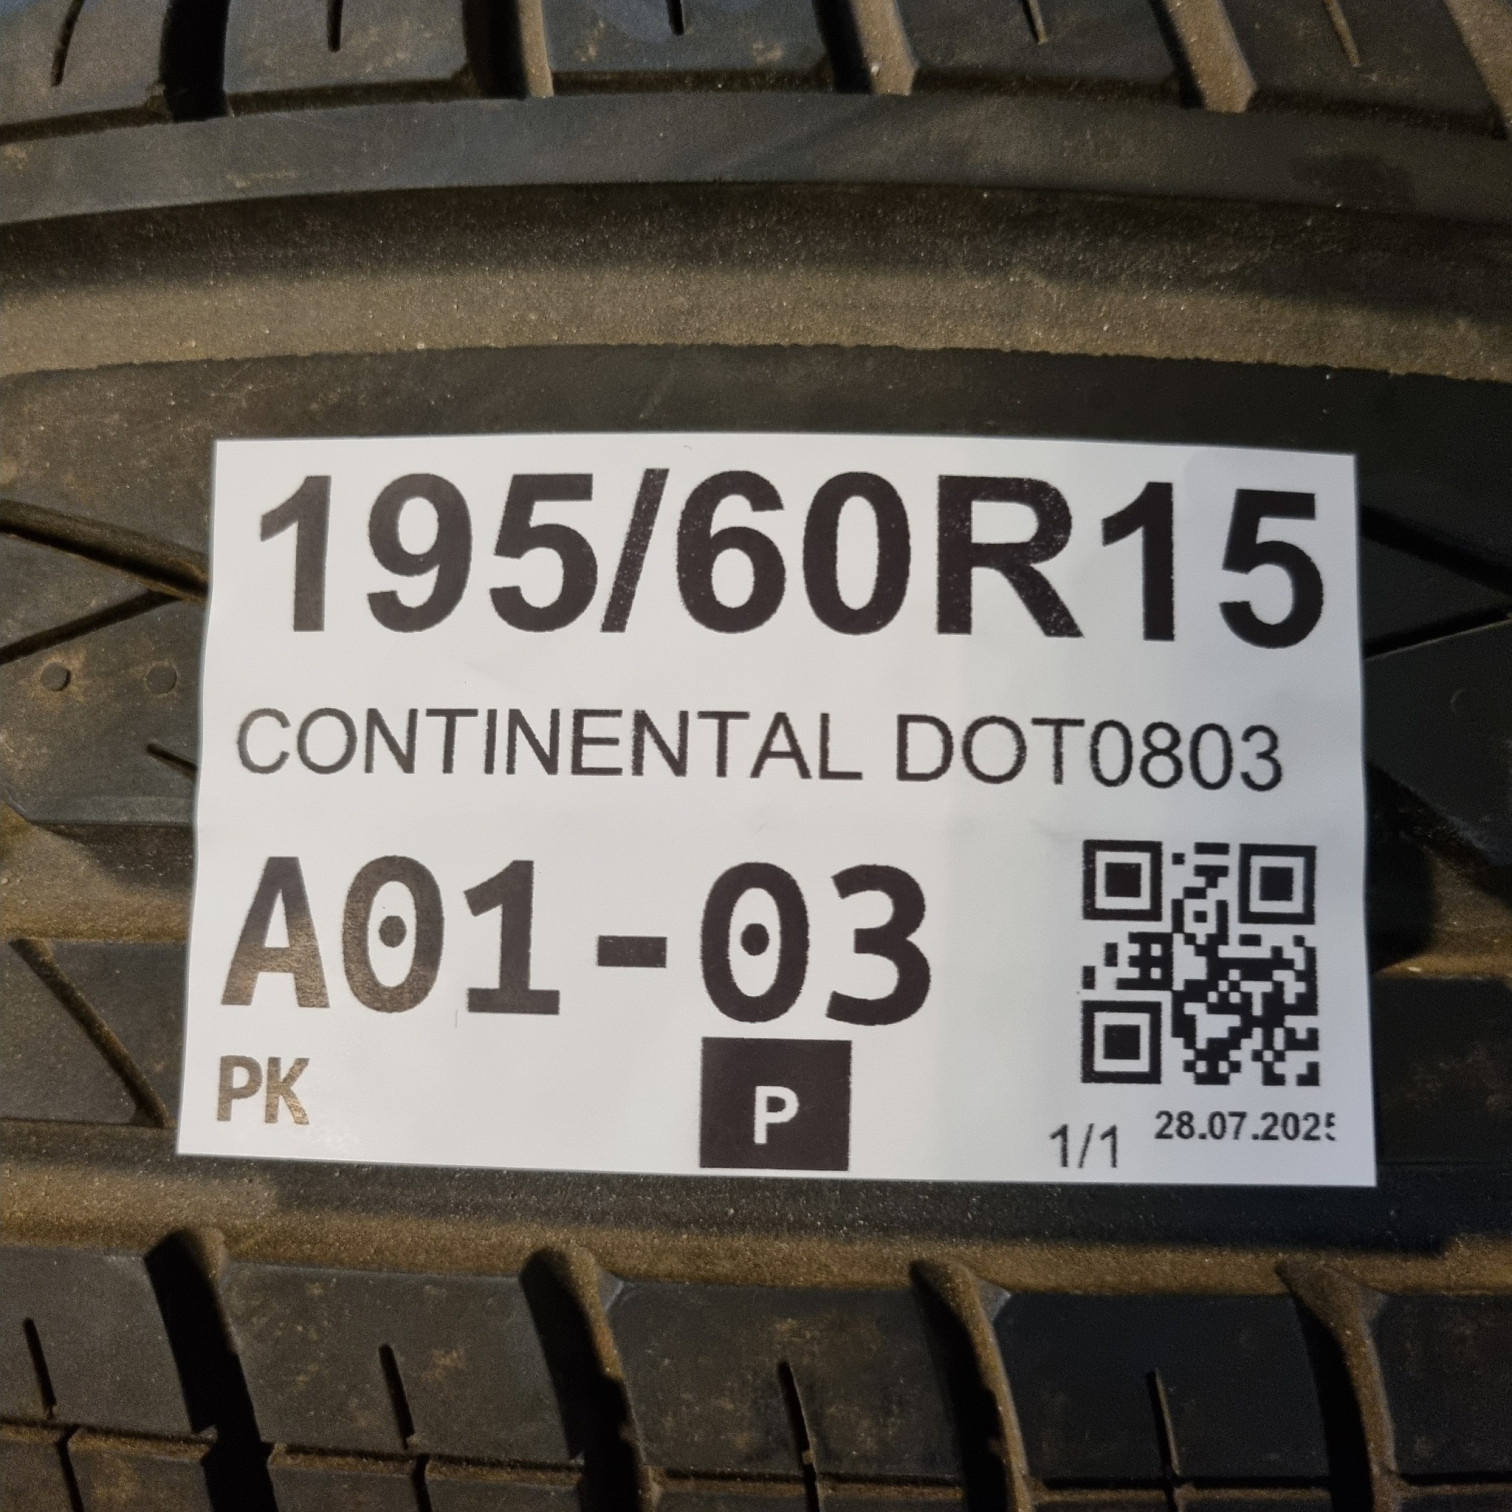 195/60R15
CONTINENTAL DOT0803
A01-03
PK
P
1/1 28.07.2025